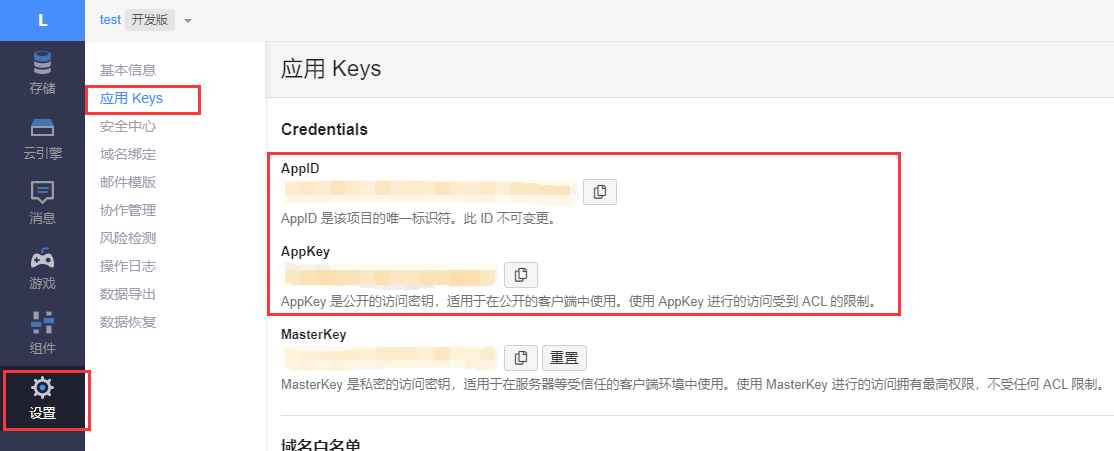 L
test 开发版
存储
云引擎
消息
游戏
组件
设置
基本信息
应用 Keys
安全中心
域名绑定
邮件模版
协作管理
风险检测
操作日志
数据导出
数据恢复
应用 Keys
Credentials
AppID
AppID 是该项目的唯一标识符。此 ID 不可变更。
AppKey
AppKey 是公开的访问密钥，适用于在公开的客户端中使用。使用 AppKey 进行的访问受到 ACL 的限制。
MasterKey
重置
MasterKey 是私密的访问密钥，适用于在服务器等受信任的客户端环境中使用。使用 MasterKey 进行的访问拥有最高权限，不受任何 ACL 限制。
域名白名单